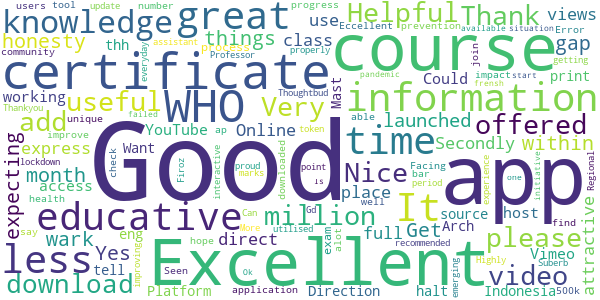 users tool update number progress
knowledge great Helpful Thank views
assistant process Eccellent prevention available situation Error
honesty things use class gap
community thh everyday Professor properly join
certificate course
Thankyou working very Mast Could impact start print getting
useful WHO information
Thoughtbud pandemic
add YouTube Online launched offered
unique ap able frensh
improve failed token
expecting express Want Firoz proud Good time Secondly within
month check interactive marks downloaded point is Nice app Facing bar experience one initiative Regional
access place period It source host find attractive
lockdown educative well please
health million Gd
less Yes wark eng Can More direct utilised exam full Get Arch emerging Highly
say tell improving hope alot recommended video Vimeo
Seen Excellent Suberb
download Platform application Direction halt Indonesia 500k
Ok